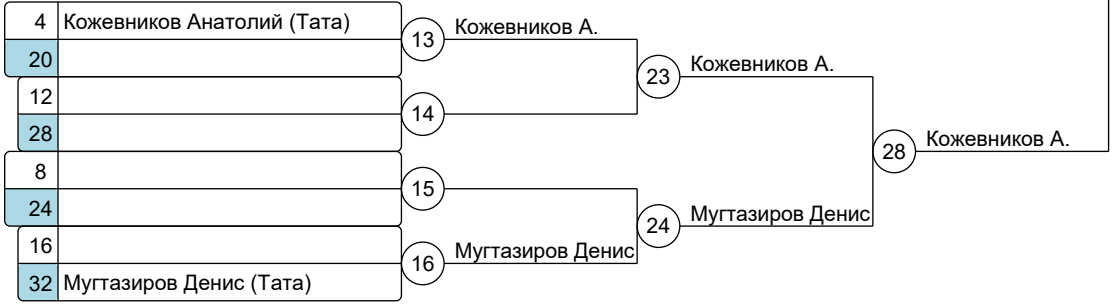 4 Кожевников Анатолий (Тата)
20
13 Кожевников А.
12
28
14
23 Кожевников А.
8
24
15
16
32 Мугтазиров Денис (Тата)
16 Мугтазиров Денис
24 Мугтазиров Денис
28 Кожевников А.